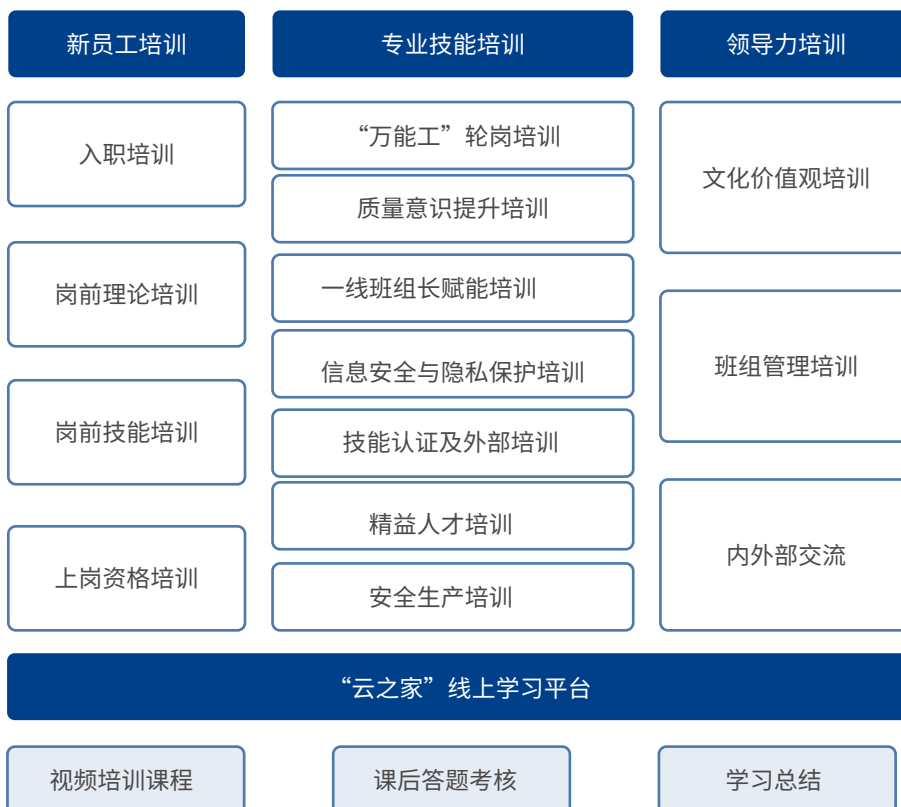 新员工培训
入职培训
岗前理论培训
岗前技能培训
上岗资格培训
专业技能培训
“万能工”轮岗培训
质量意识提升培训
一线班组长赋能培训
信息安全与隐私保护培训
技能认证及外部培训
精益人才培训
安全生产培训
领导力培训
文化价值观培训
班组管理培训
内外部交流
“云之家”线上学习平台
视频培训课程
课后答题考核
学习总结